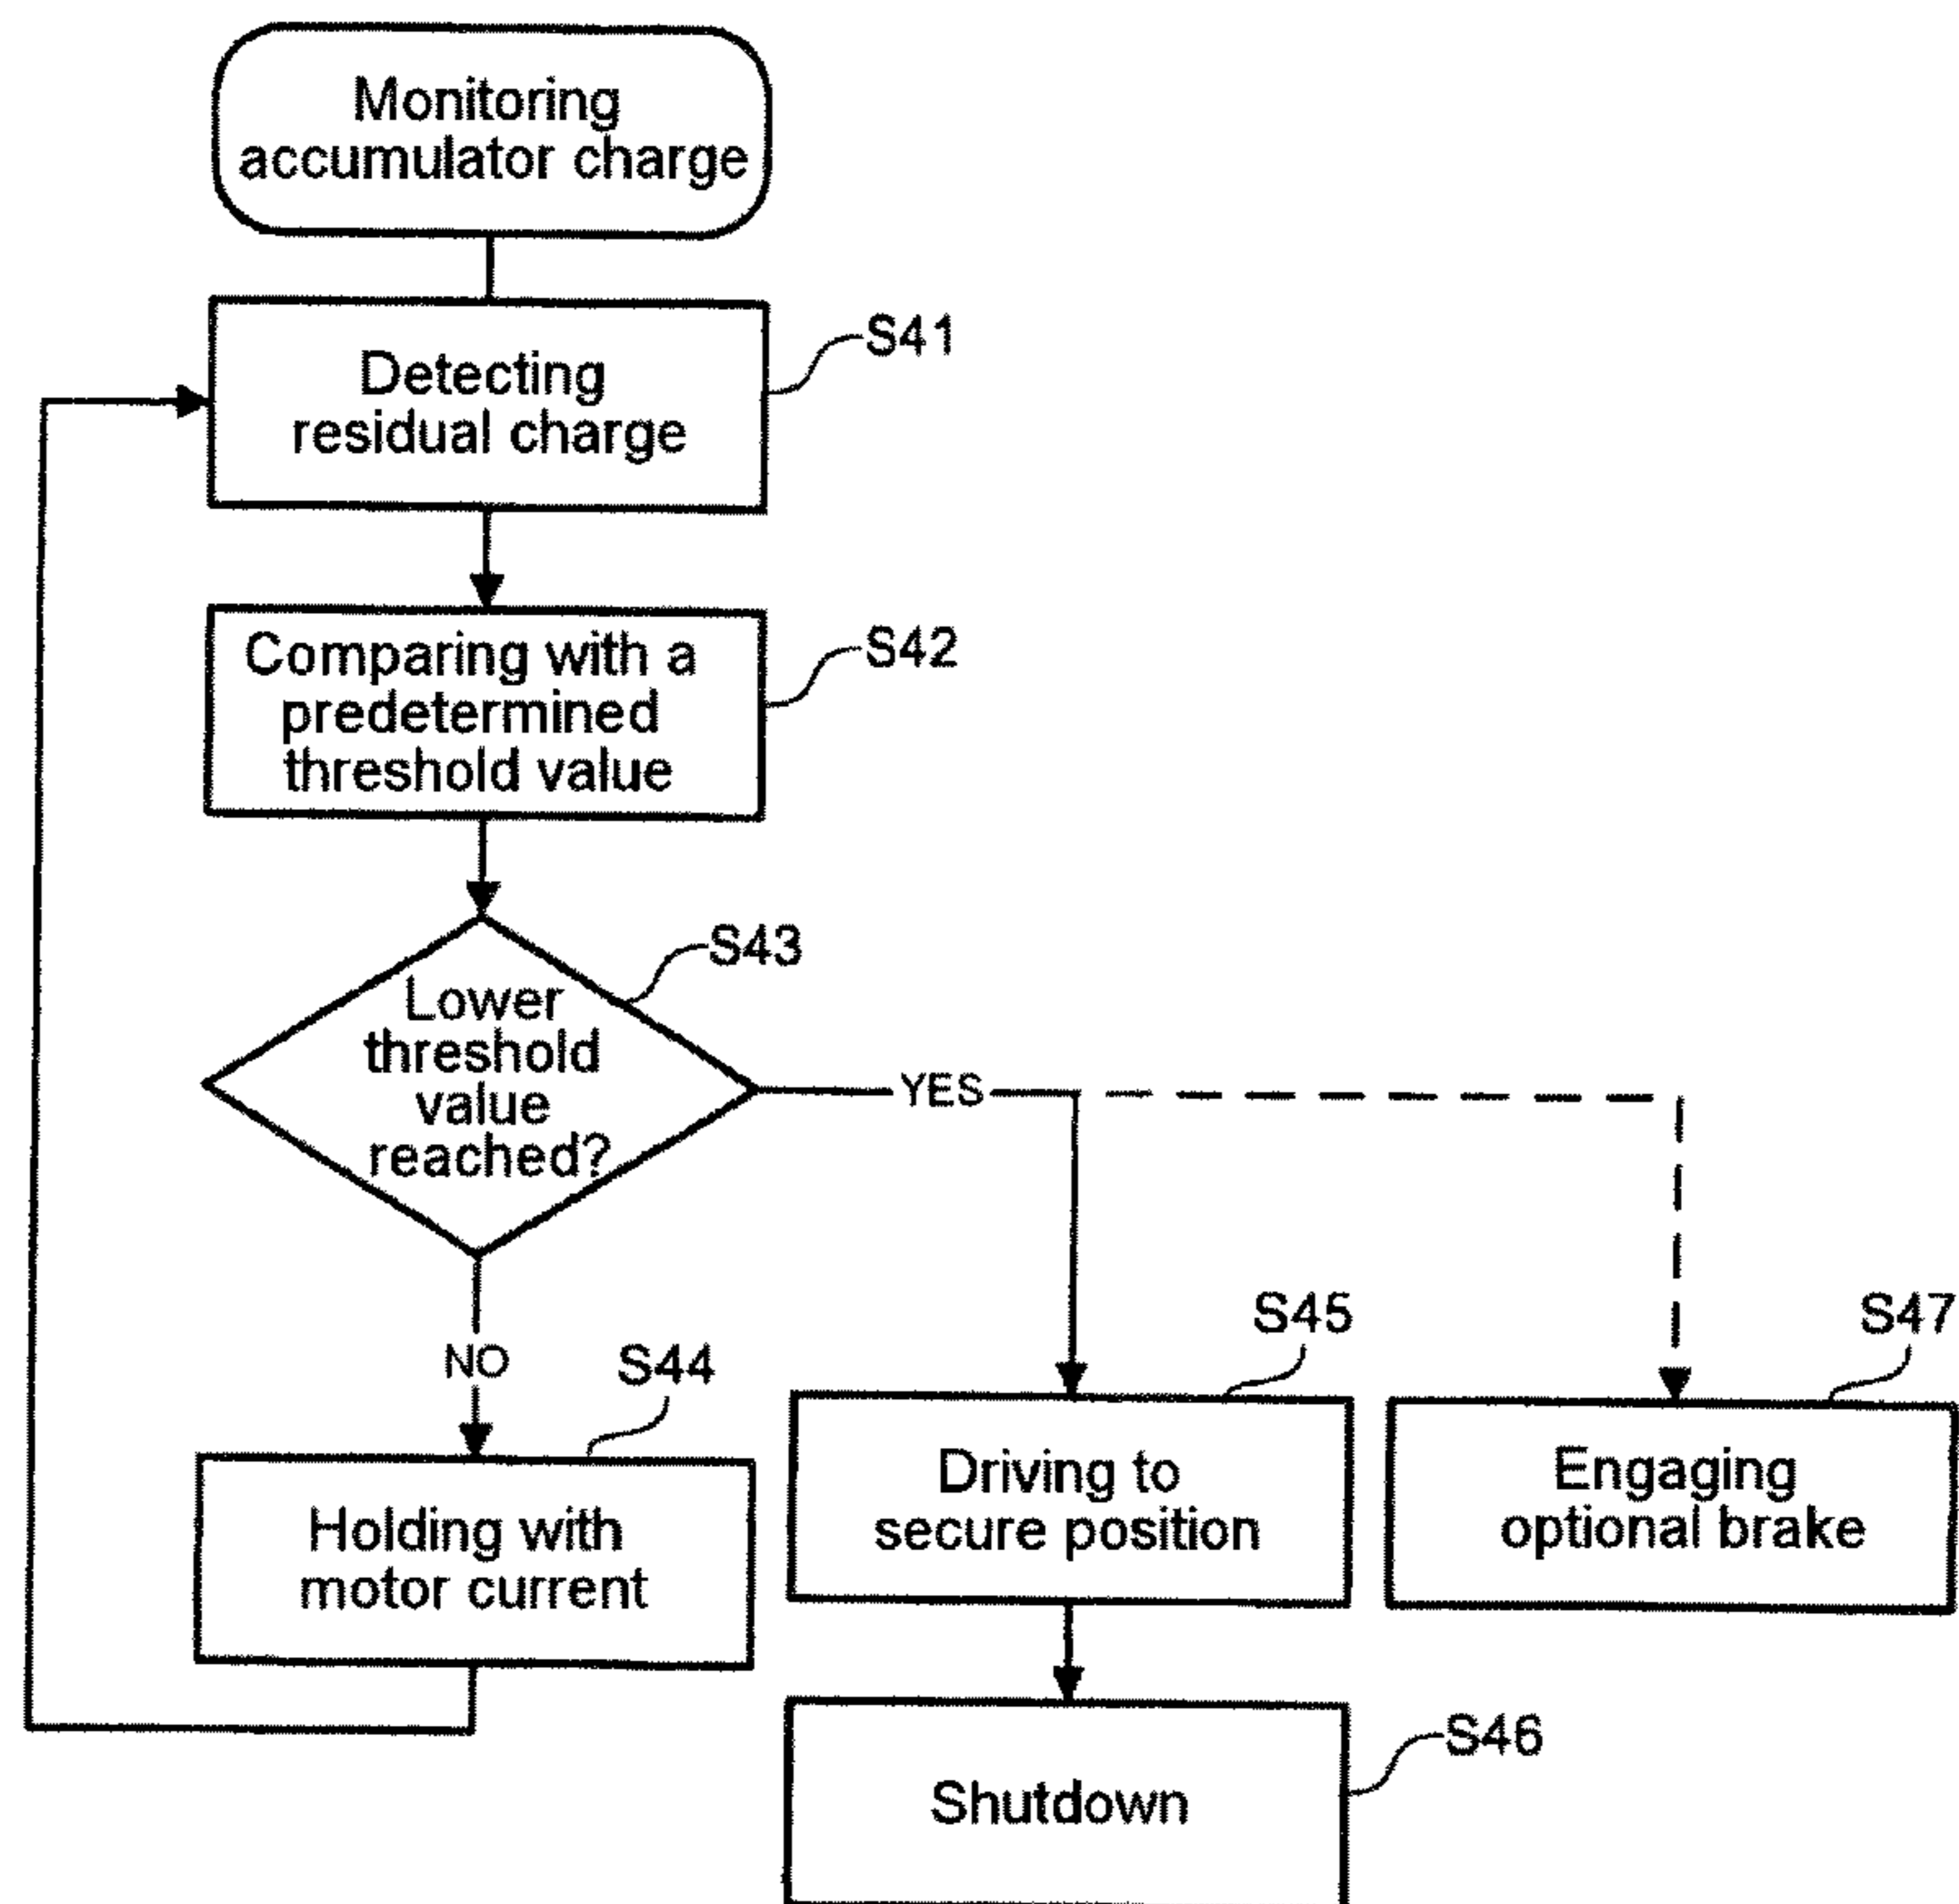 Monitoring
accumulator charge
S41
Detecting
residual charge
S42
Comparing with a
predetermined
threshold value
S43
Lower
threshold
value
reached?
YES
NO
S44
Holding with
motor current
S45
Driving to
secure position
S47
Engaging
optional brake
S46
Shutdown